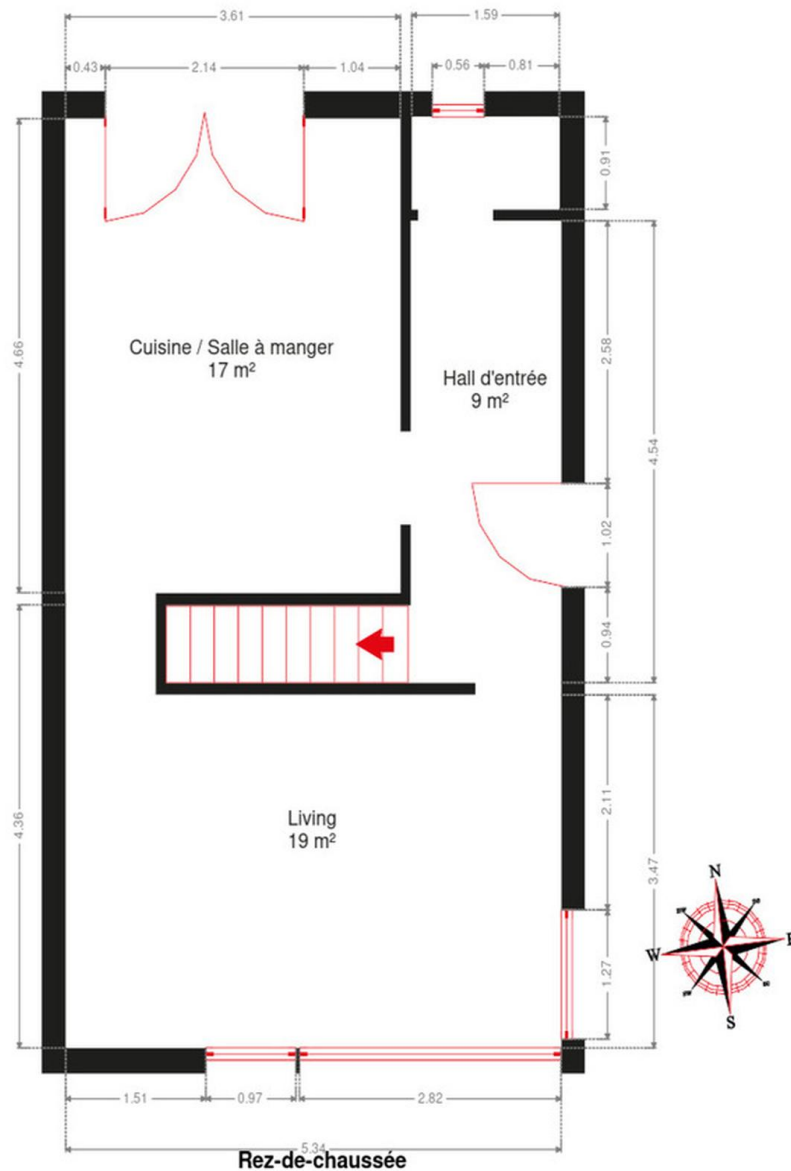 3.61
1.59
0.43
2.14
1.04
0.56
0.81
0.91
4.66
Cuisine / Salle à manger
17 m²
Hall d'entrée
9 m²
2.58
4.54
1.02
0.94
4.36
Living
19 m²
2.11
3.47
1.27
N
W
E
S
1.51
0.97
2.82
5.34
Rez-de-chaussée